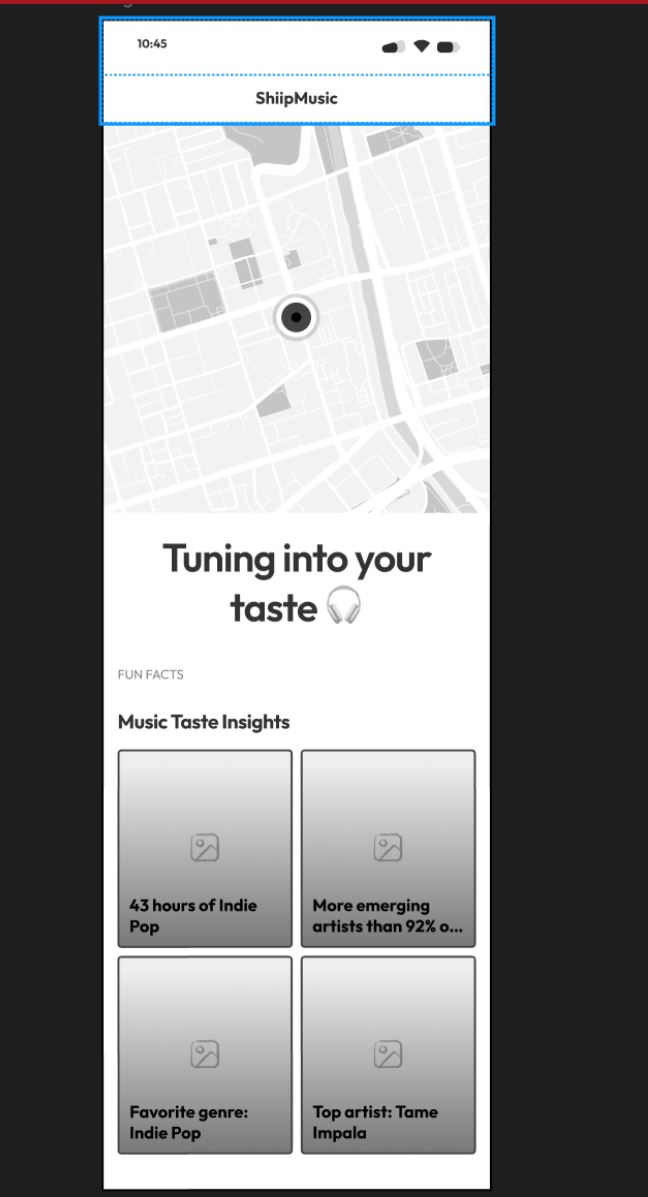 10:45
ShiipMusic
Tuning into your
taste 🎧
FUN FACTS
Music Taste Insights
43 hours of Indie
Pop
More emerging
artists than 92% o...
Favorite genre:
Indie Pop
Top artist: Tame
Impala